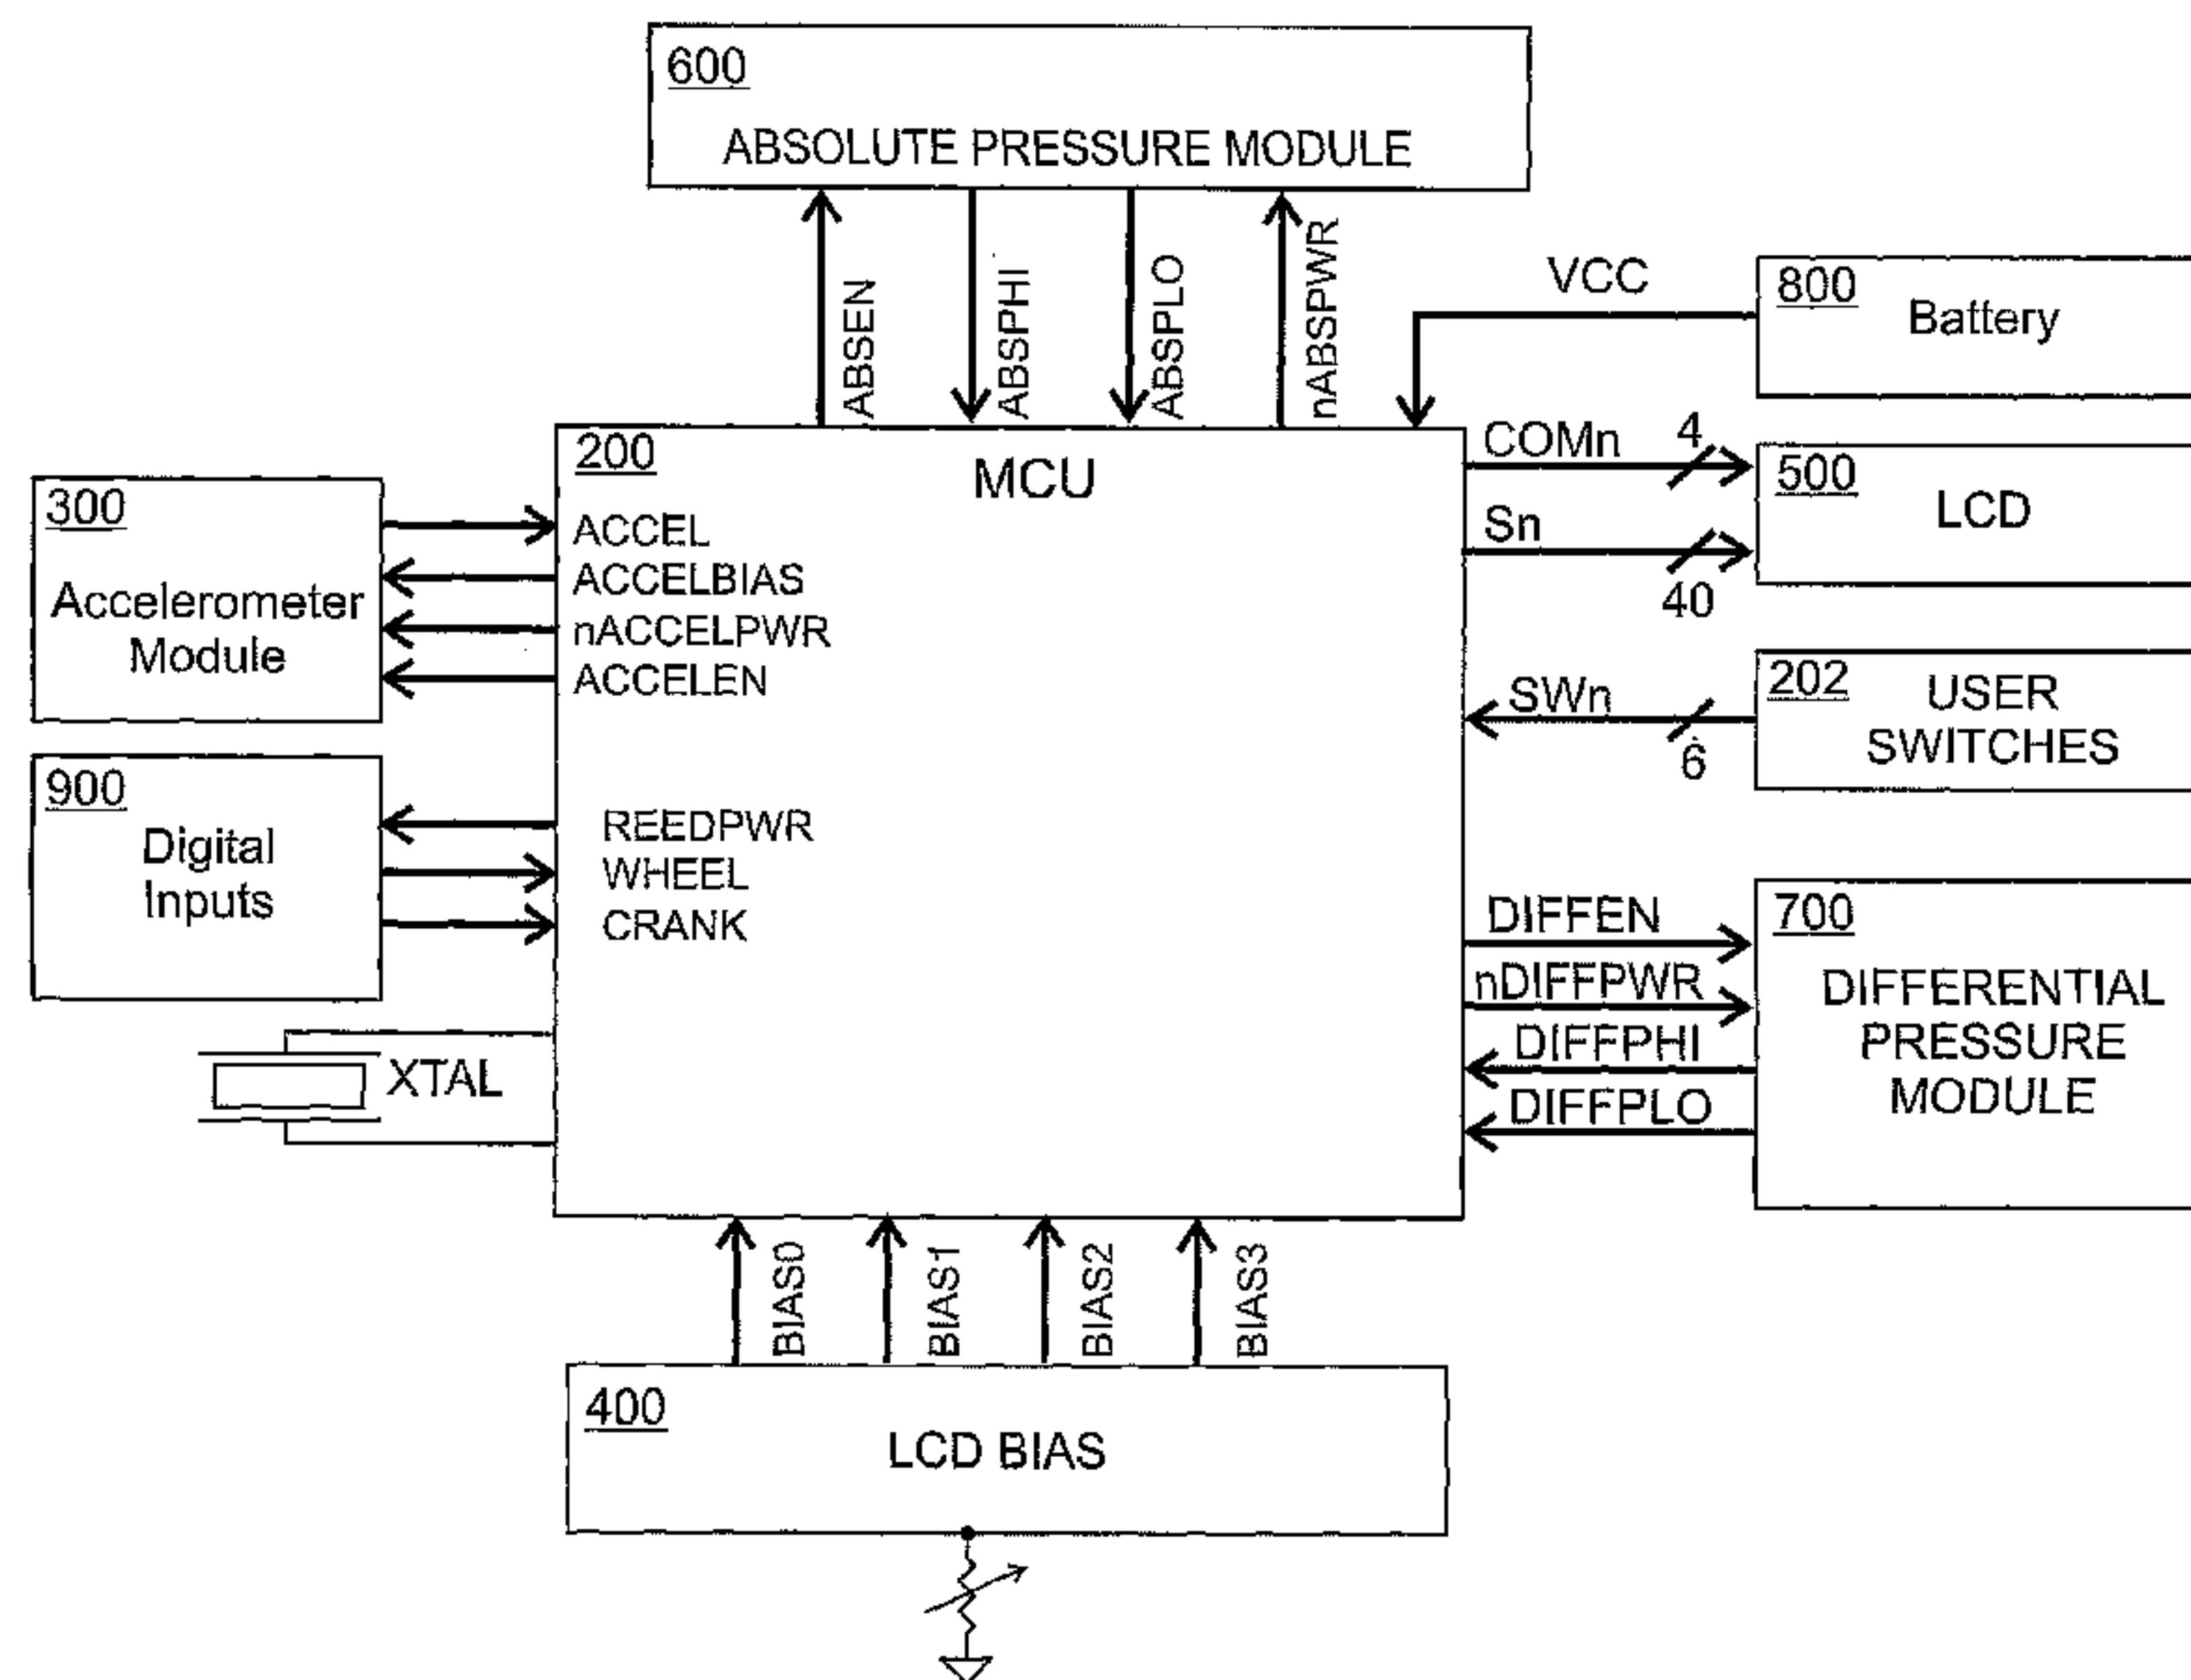 600
ABSOLUTE PRESSURE MODULE
ABSEN
ABSPHI
ABSPLO
nABSPWR
VCC
800
Battery
200
MCU
COMn
4
500
LCD
Sn
40
300
Accelerometer
Module
ACCEL
ACCELBIAS
nACCELPWR
ACCELEN
SWn
6
202
USER
SWITCHES
900
Digital
Inputs
REEDPWR
WHEEL
CRANK
DIFFEN
nDIFFPWR
DIFFPHI
DIFFPLO
700
DIFFERENTIAL
PRESSURE
MODULE
XTAL
BIAS0
BIAS1
BIAS2
BIAS3
400
LCD BIAS